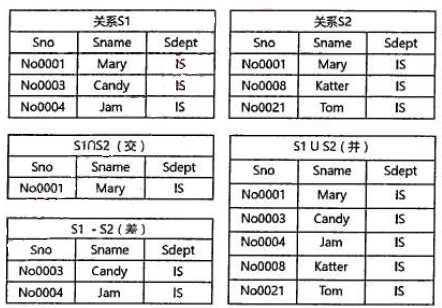 关系S1
Sno Sname Sdept
No0001 Mary IS
No0003 Candy IS
No0004 Jam IS
关系S2
Sno Sname Sdept
No0001 Mary IS
No0008 Katter IS
No0021 Tom IS
S1∩S2（交）
Sno Sname Sdept
No0001 Mary IS
S1 - S2（差）
Sno Sname Sdept
No0003 Candy IS
No0004 Jam IS
S1 U S2（并）
Sno Sname Sdept
No0001 Mary IS
No0003 Candy IS
No0004 Jam IS
No0008 Katter IS
No0021 Tom IS